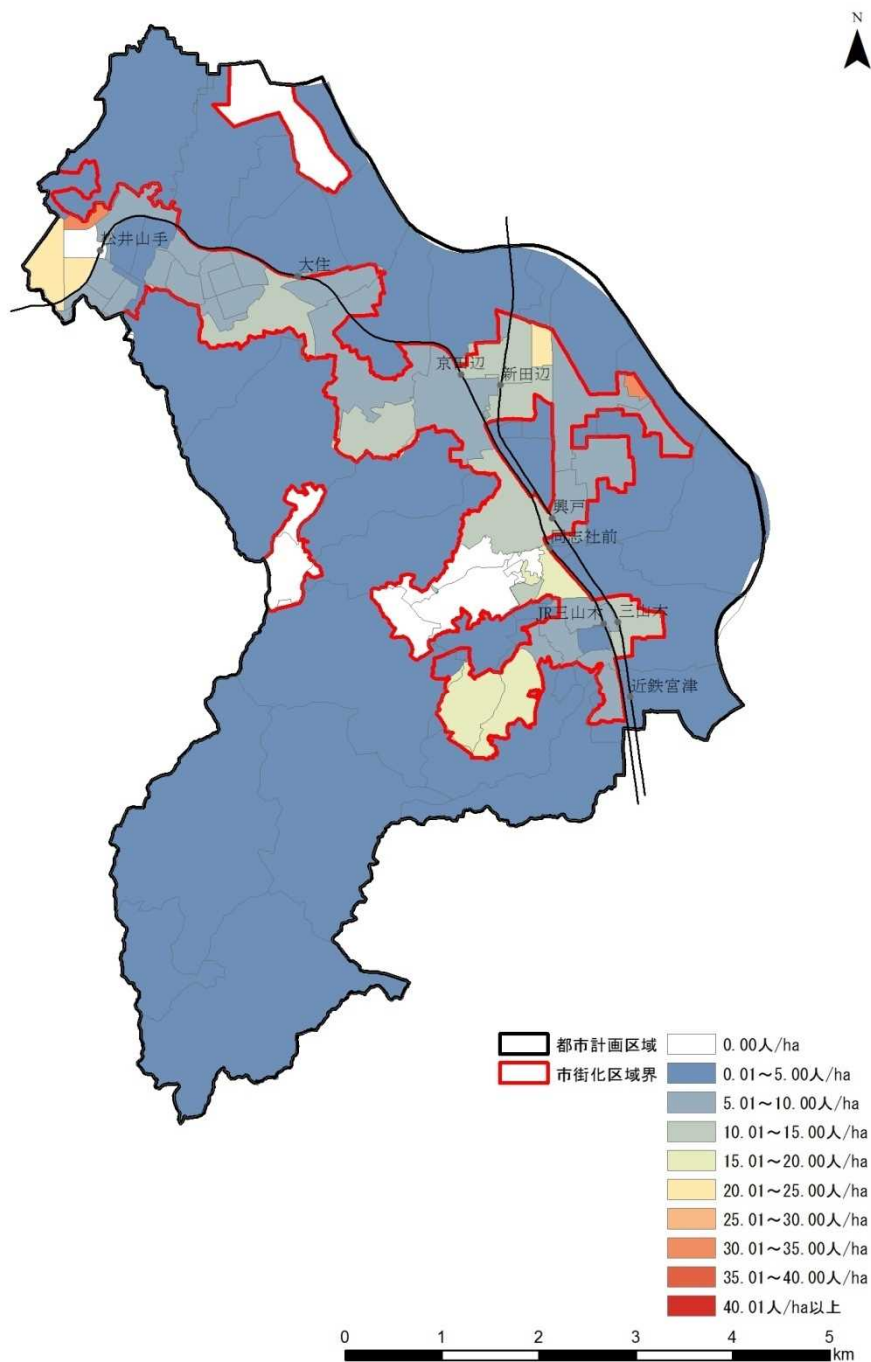 N
松井山手
大住
京田辺
新田辺
興戸
同志社前
JR三山木
三山木
近鉄宮津
都市計画区域
市街化区域界
0.00人/ha
0.01～5.00人/ha
5.01～10.00人/ha
10.01～15.00人/ha
15.01～20.00人/ha
20.01～25.00人/ha
25.01～30.00人/ha
30.01～35.00人/ha
35.01～40.00人/ha
40.01人/ha以上
0 1 2 3 4 5
km